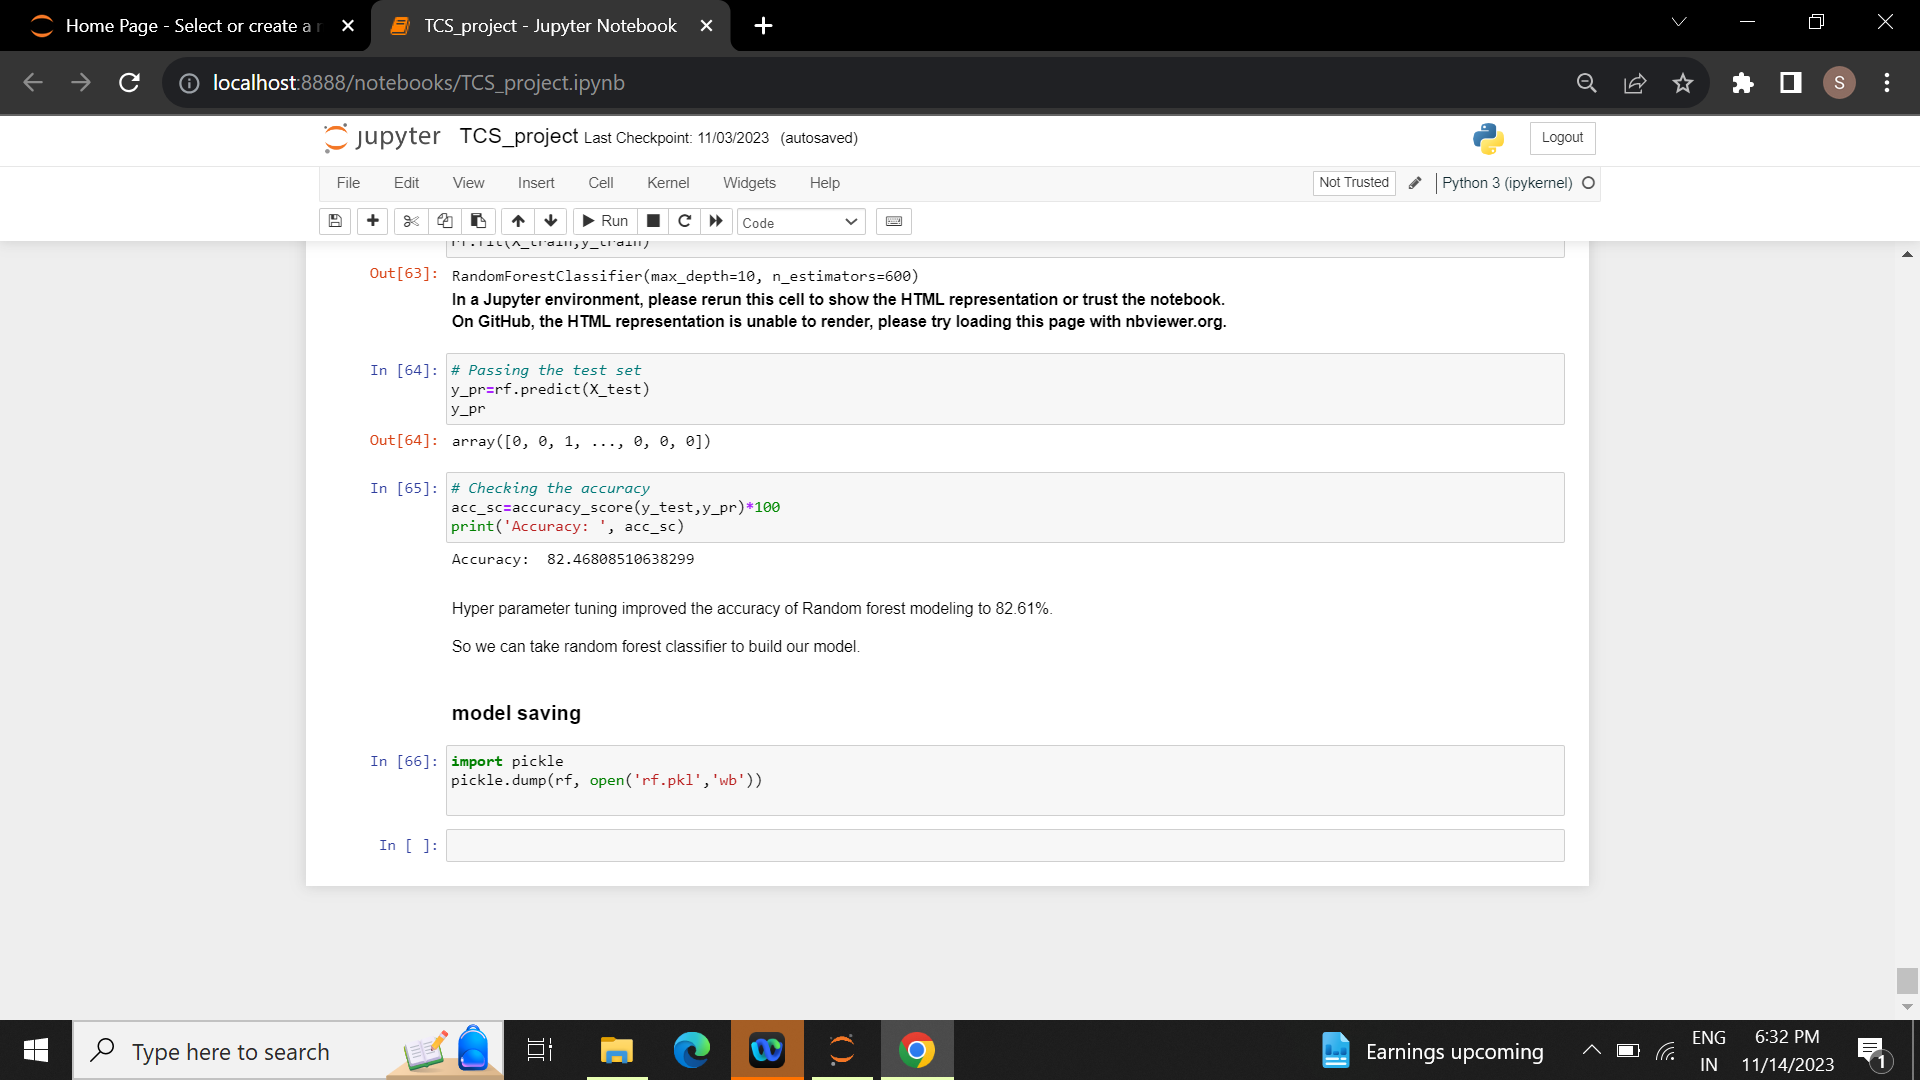 Home Page - Select or create a
TCS_project - Jupyter Notebook
localhost:8888/notebooks/TCS_project.ipynb
S
jupyter TCS_project Last Checkpoint: 11/03/2023 (autosaved)
Logout
File Edit View Insert Cell Kernel Widgets Help
Not Trusted Python 3 (ipykernel)
Run Code
rf.fit(X_train,y_train)
Out[63]: RandomForestClassifier(max_depth=10, n_estimators=600)
In a Jupyter environment, please rerun this cell to show the HTML representation or trust the notebook.
On GitHub, the HTML representation is unable to render, please try loading this page with nbviewer.org.
In [64]: # Passing the test set
y_pr=rf.predict(X_test)
y_pr
Out[64]: array([0, 0, 1, ..., 0, 0, 0])
In [65]: # Checking the accuracy
acc_sc=accuracy_score(y_test,y_pr)*100
print('Accuracy: ', acc_sc)
Accuracy:  82.46808510638299
Hyper parameter tuning improved the accuracy of Random forest modeling to 82.61%.
So we can take random forest classifier to build our model.
model saving
In [66]: import pickle
pickle.dump(rf, open('rf.pkl','wb'))
In [ ]:
Type here to search
Earnings upcoming
ENG
IN
6:32 PM
11/14/2023
1